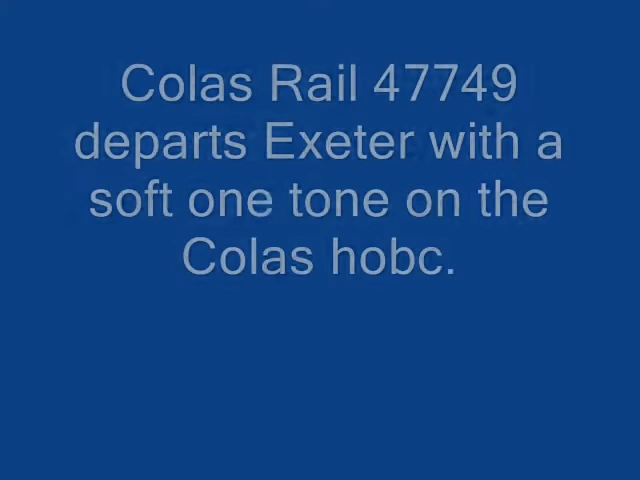 Colas Rail 47749
departs Exeter with a
soft one tone on the
Colas hobc.